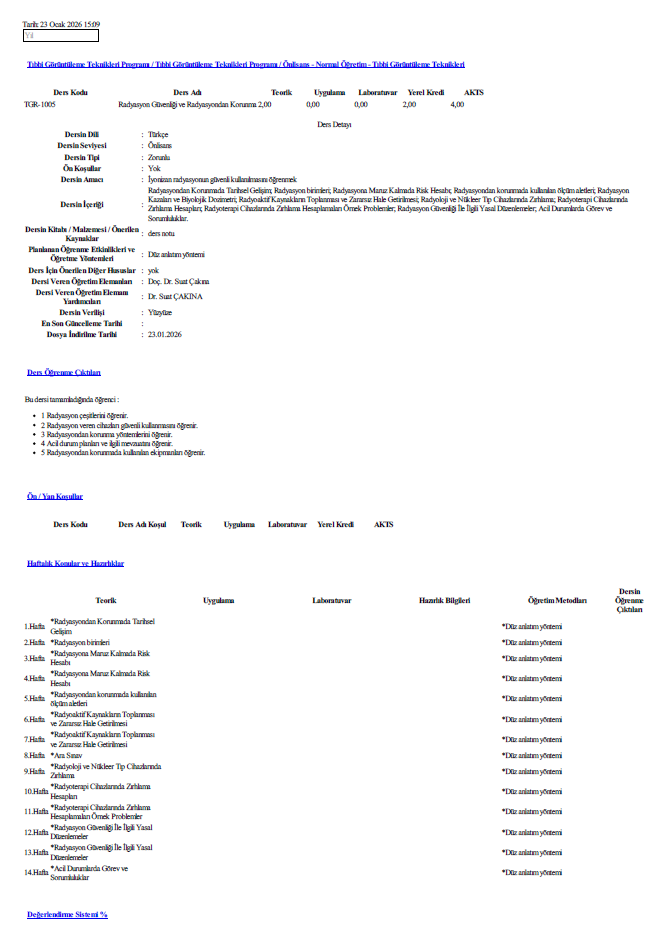 Tarih: 23 Ocak 2026 15:09
Yıl
Tıbbi Görüntüleme Teknikleri Programı / Tıbbi Görüntüleme Teknikleri Programı / Önlisans - Normal Öğretim - Tıbbi Görüntüleme Teknikleri
Ders Kodu Ders Adı Teorik Uygulama Laboratuvar Yerel Kredi AKTS
TGR-1005 Radyasyon Güvenliği ve Radyasyondan Korunma 2,00 0,00 0,00 2,00 4,00
Ders Detayı
Dersin Dili : Türkçe
Dersin Seviyesi : Önlisans
Dersin Tipi : Zorunlu
Ön Koşullar : Yok
Dersin Amacı : İyonizan radyasyonun güvenli kullanılmasını öğrenmek
Dersin İçeriği : Radyasyondan Korunmada Tarihsel Gelişim; Radyasyon birimleri; Radyasyona Maruz Kalmada Risk Hesabı; Radyasyondan korunmada kullanılan ölçüm aletleri; Radyasyon
Kazaları ve Biyolojik Dozimetri; Radyoaktif Kaynakların Toplanması ve Zararsız Hale Getirilmesi; Radyoloji ve Nükleer Tıp Cihazlarında Zırhlama; Radyoterapi Cihazlarında
Zırhlama Hesapları; Radyoterapi Cihazlarında Zırhlama Hesaplamaları Örnek Problemler; Radyasyon Güvenliği İle İlgili Yasal Düzenlemeler; Acil Durumlarda Görev ve
Sorumluluklar.
Dersin Kitabı / Malzemesi / Önerilen
Kaynaklar : ders notu
Planlanan Öğrenme Etkinlikleri ve
Öğretme Yöntemleri : Düz anlatım yöntemi
Ders İçin Önerilen Diğer Hususlar : yok
Dersi Veren Öğretim Elemanları : Doç. Dr. Suat Çakına
Dersi Veren Öğretim Elemanı
Yardımcıları : Dr. Suat ÇAKINA
Dersin Verilişi : Yüzyüze
En Son Güncelleme Tarihi :
Dosya İndirilme Tarihi : 23.01.2026
Ders Öğrenme Çıktıları
Bu dersi tamamladığında öğrenci :
• 1 Radyasyon çeşitlerini öğrenir.
• 2 Radyasyon veren cihazları güvenli kullanmasını öğrenir.
• 3 Radyasyondan korunma yöntemlerini öğrenir.
• 4 Acil durum planları ve ilgili mevzuatını öğrenir.
• 5 Radyasyondan korunmada kullanılan ekipmanları öğrenir.
Ön / Yan Koşullar
Ders Kodu Ders Adı Koşul Teorik Uygulama Laboratuvar Yerel Kredi AKTS
Haftalık Konular ve Hazırlıklar
Teorik Uygulama Laboratuvar Hazırlık Bilgileri Öğretim Metodları Dersin
Öğrenme
Çıktıları
1.Hafta *Radyasyondan Korunmada Tarihsel
Gelişim *Düz anlatım yöntemi
2.Hafta *Radyasyon birimleri *Düz anlatım yöntemi
3.Hafta *Radyasyona Maruz Kalmada Risk
Hesabı *Düz anlatım yöntemi
4.Hafta *Radyasyona Maruz Kalmada Risk
Hesabı *Düz anlatım yöntemi
5.Hafta *Radyasyondan korunmada kullanılan
ölçüm aletleri *Düz anlatım yöntemi
6.Hafta *Radyoaktif Kaynakların Toplanması
ve Zararsız Hale Getirilmesi *Düz anlatım yöntemi
7.Hafta *Radyoaktif Kaynakların Toplanması
ve Zararsız Hale Getirilmesi *Düz anlatım yöntemi
8.Hafta *Ara Sınav *Düz anlatım yöntemi
9.Hafta *Radyoloji ve Nükleer Tıp Cihazlarında
Zırhlama *Düz anlatım yöntemi
10.Hafta *Radyoterapi Cihazlarında Zırhlama
Hesapları *Düz anlatım yöntemi
11.Hafta *Radyoterapi Cihazlarında Zırhlama
Hesaplamaları Örnek Problemler *Düz anlatım yöntemi
12.Hafta *Radyasyon Güvenliği İle İlgili Yasal
Düzenlemeler *Düz anlatım yöntemi
13.Hafta *Radyasyon Güvenliği İle İlgili Yasal
Düzenlemeler *Düz anlatım yöntemi
14.Hafta *Acil Durumlarda Görev ve
Sorumluluklar *Düz anlatım yöntemi
Değerlendirme Sistemi %